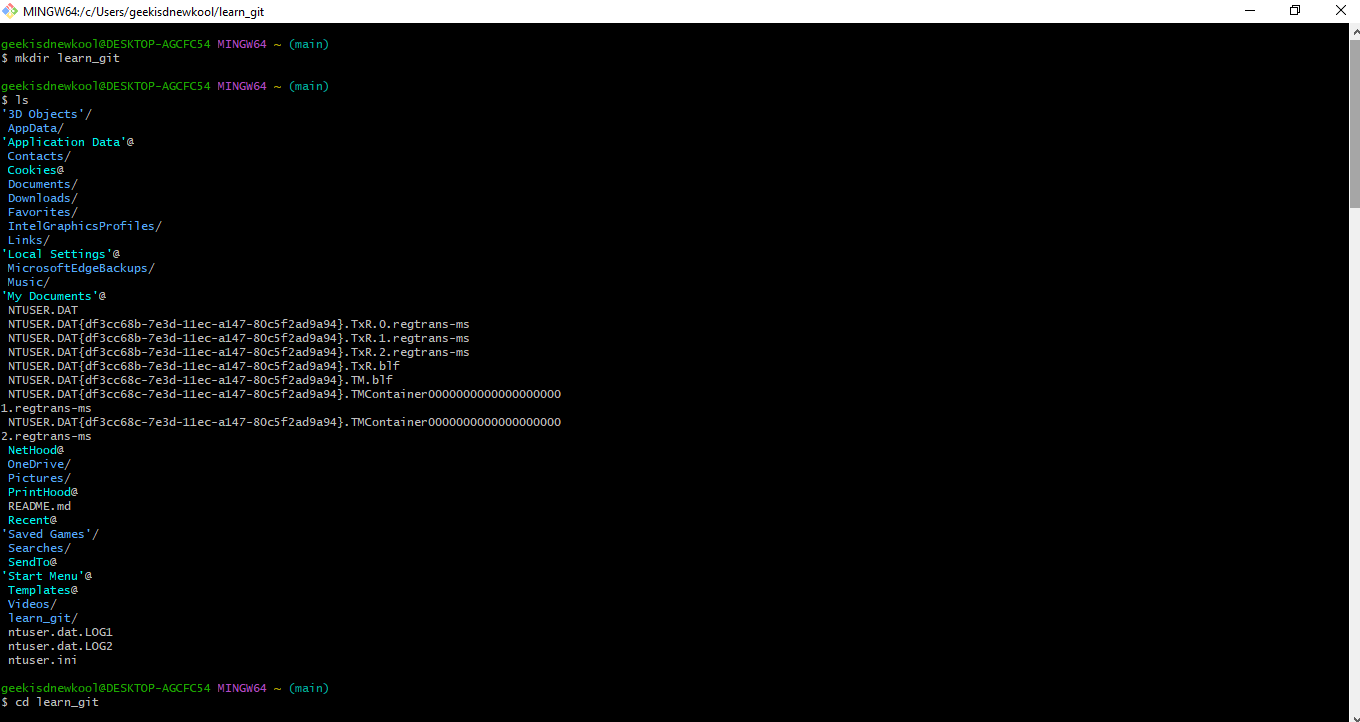 MINGW64:/c/Users/geekisdnewkool/learn_git
geekisdnewkool@DESKTOP-AGCFC54 MINGW64 ~ (main)
$ mkdir learn_git
geekisdnewkool@DESKTOP-AGCFC54 MINGW64 ~ (main)
$ ls
'3D Objects'/
AppData/
'Application Data'@
Contacts/
Cookies@
Documents/
Downloads/
Favorites/
IntelGraphicsProfiles/
Links/
'Local Settings'@
MicrosoftEdgeBackups/
Music/
'My Documents'@
NTUSER.DAT
NTUSER.DAT{df3cc68b-7e3d-11ec-a147-80c5f2ad9a94}.TxR.0.regtrans-ms
NTUSER.DAT{df3cc68b-7e3d-11ec-a147-80c5f2ad9a94}.TxR.1.regtrans-ms
NTUSER.DAT{df3cc68b-7e3d-11ec-a147-80c5f2ad9a94}.TxR.2.regtrans-ms
NTUSER.DAT{df3cc68b-7e3d-11ec-a147-80c5f2ad9a94}.TxR.blf
NTUSER.DAT{df3cc68c-7e3d-11ec-a147-80c5f2ad9a94}.TM.blf
NTUSER.DAT{df3cc68c-7e3d-11ec-a147-80c5f2ad9a94}.TMContainer0000000000000000000
1.regtrans-ms
NTUSER.DAT{df3cc68c-7e3d-11ec-a147-80c5f2ad9a94}.TMContainer0000000000000000000
2.regtrans-ms
NetHood@
OneDrive/
Pictures/
PrintHood@
README.md
Recent@
'Saved Games'/
Searches/
SendTo@
'Start Menu'@
Templates@
Videos/
learn_git/
ntuser.dat.LOG1
ntuser.dat.LOG2
ntuser.ini
geekisdnewkool@DESKTOP-AGCFC54 MINGW64 ~ (main)
$ cd learn_git